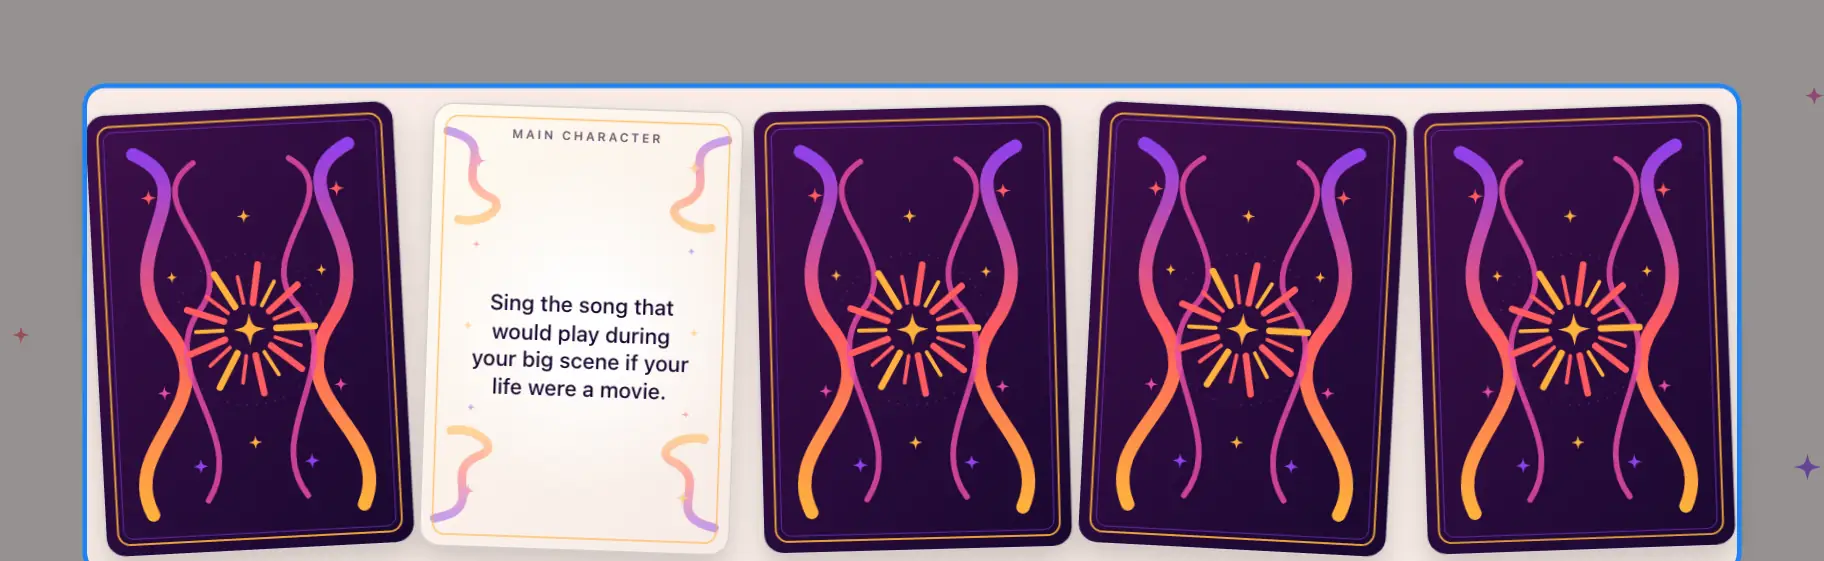 MAIN CHARACTER
Sing the song that
would play during
your big scene if your
life were a movie.